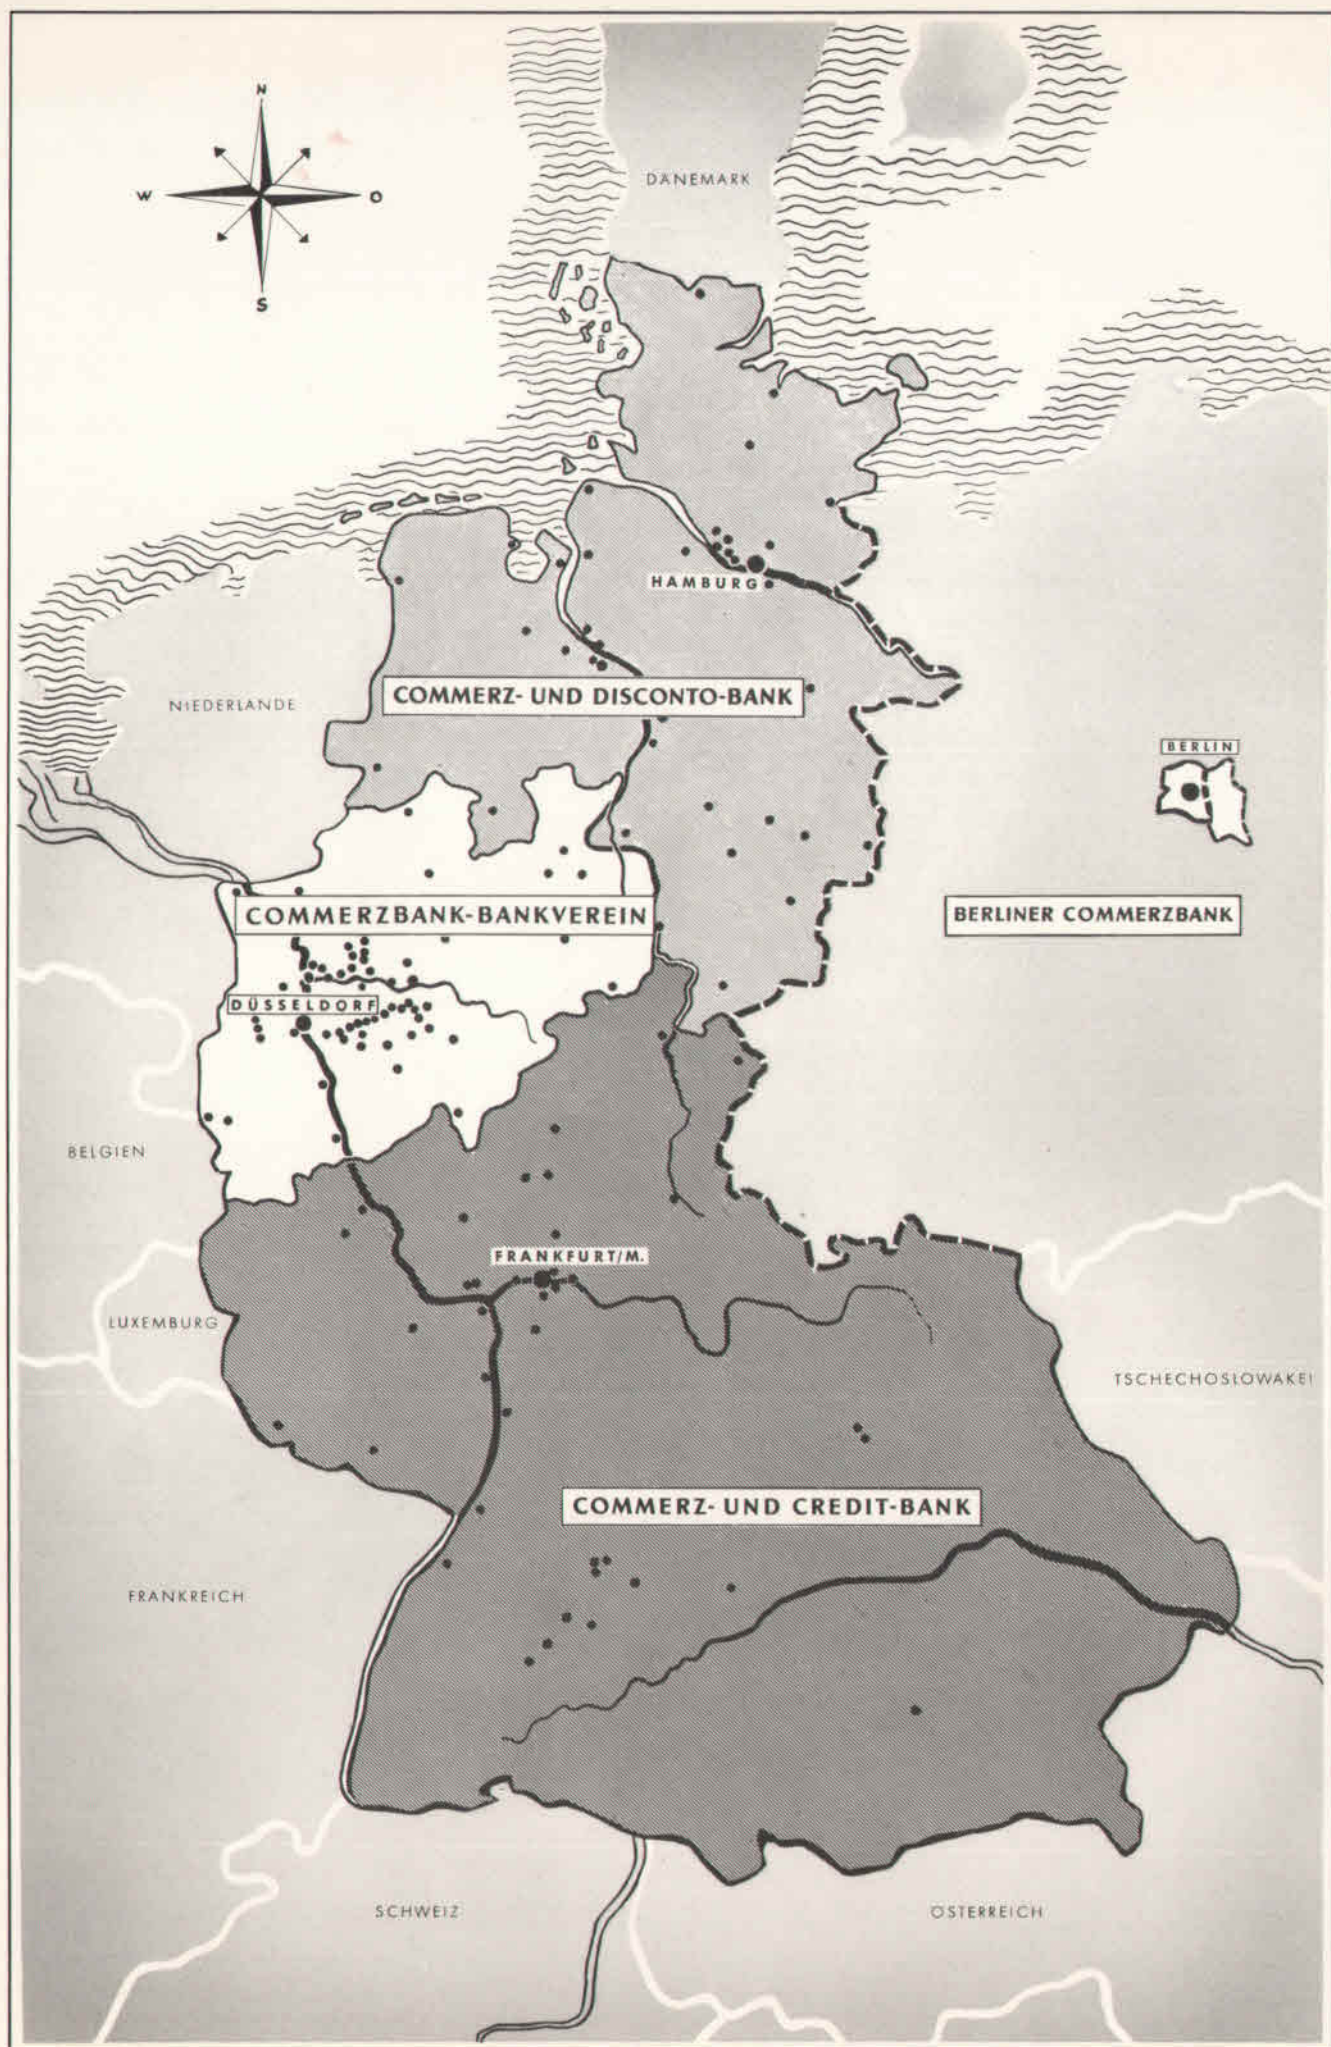 N
W
O
S
DÄNEMARK
HAMBURG
NIEDERLANDE
COMMERZ- UND DISCONTO-BANK
BERLIN
COMMERZBANK-BANKVEREIN
BERLINER COMMERZBANK
DÜSSELDORF
BELGIEN
FRANKFURT/M.
LUXEMBURG
TSCHECHOSLOWAKEI
COMMERZ- UND CREDIT-BANK
FRANKREICH
SCHWEIZ
ÖSTERREICH